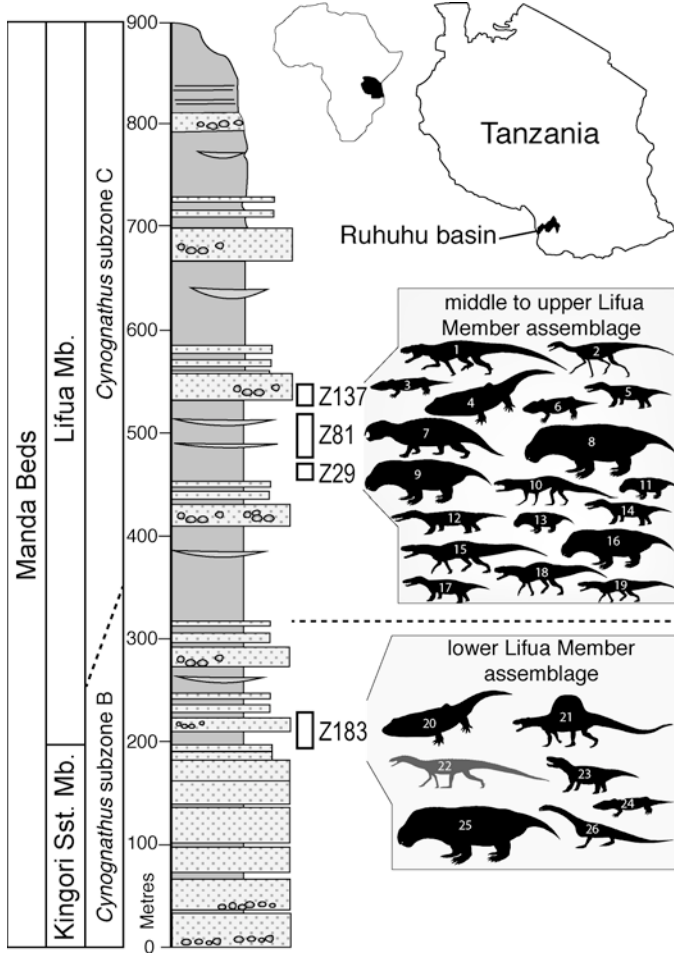 Manda Beds
Lifua Mb.
Kingori Sst. Mb.
Cynognathus subzone C
Cynognathus subzone B
900
800
700
600
500
400
300
200
100
0
Metres
Z137
Z81
Z29
Z183
Tanzania
Ruhuhu basin
middle to upper Lifua
Member assemblage
1
2
3
4
5
6
7
8
9
10
11
12
13
14
15
16
17
18
19
lower Lifua Member
assemblage
20
21
22
23
24
25
26